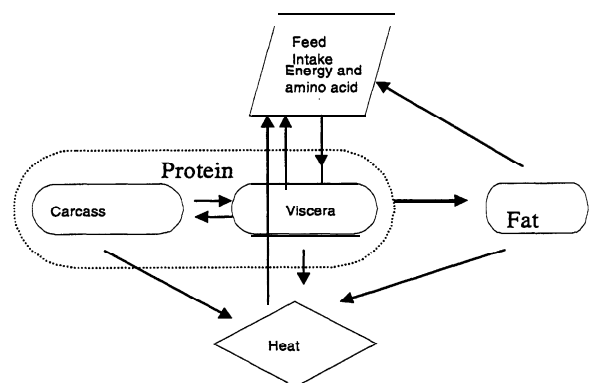 Feed
Intake
Energy and
amino acid
Protein
Carcass
Viscera
Fat
Heat